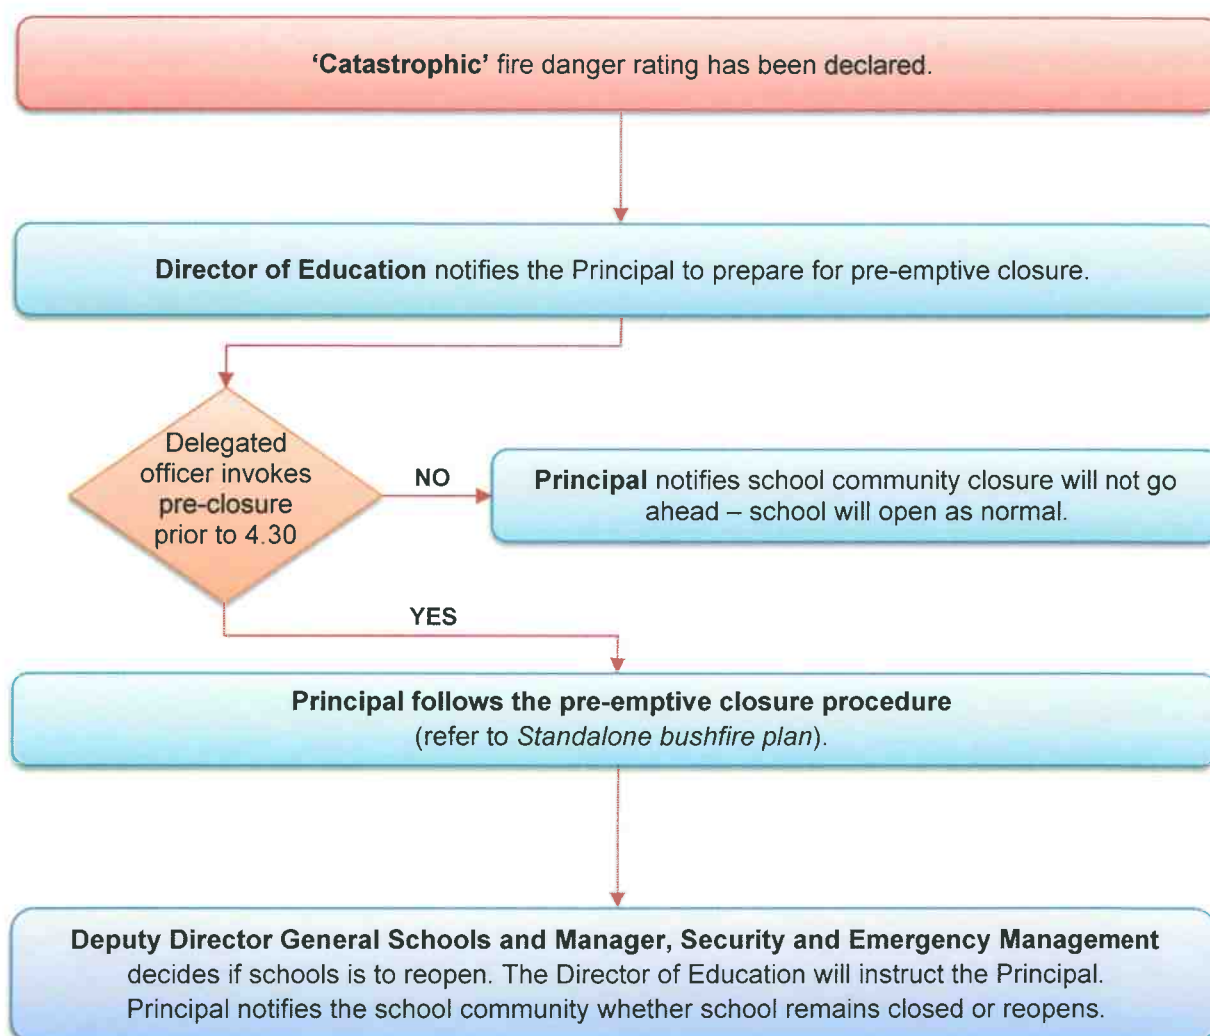 ‘Catastrophic’ fire danger rating has been declared.
Director of Education notifies the Principal to prepare for pre-emptive closure.
Delegated
officer invokes
pre-closure
prior to 4.30
NO
Principal notifies school community closure will not go
ahead – school will open as normal.
YES
Principal follows the pre-emptive closure procedure
(refer to Standalone bushfire plan).
Deputy Director General Schools and Manager, Security and Emergency Management
decides if schools is to reopen. The Director of Education will instruct the Principal.
Principal notifies the school community whether school remains closed or reopens.